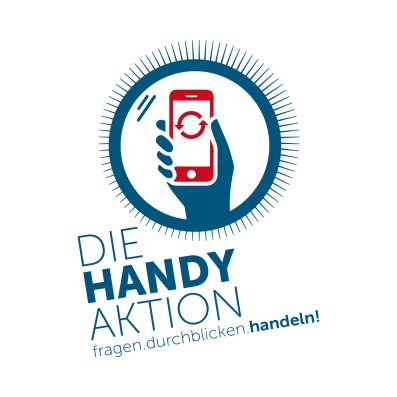 DIE
HANDY
AKTION
fragen.durchblicken.handeln!